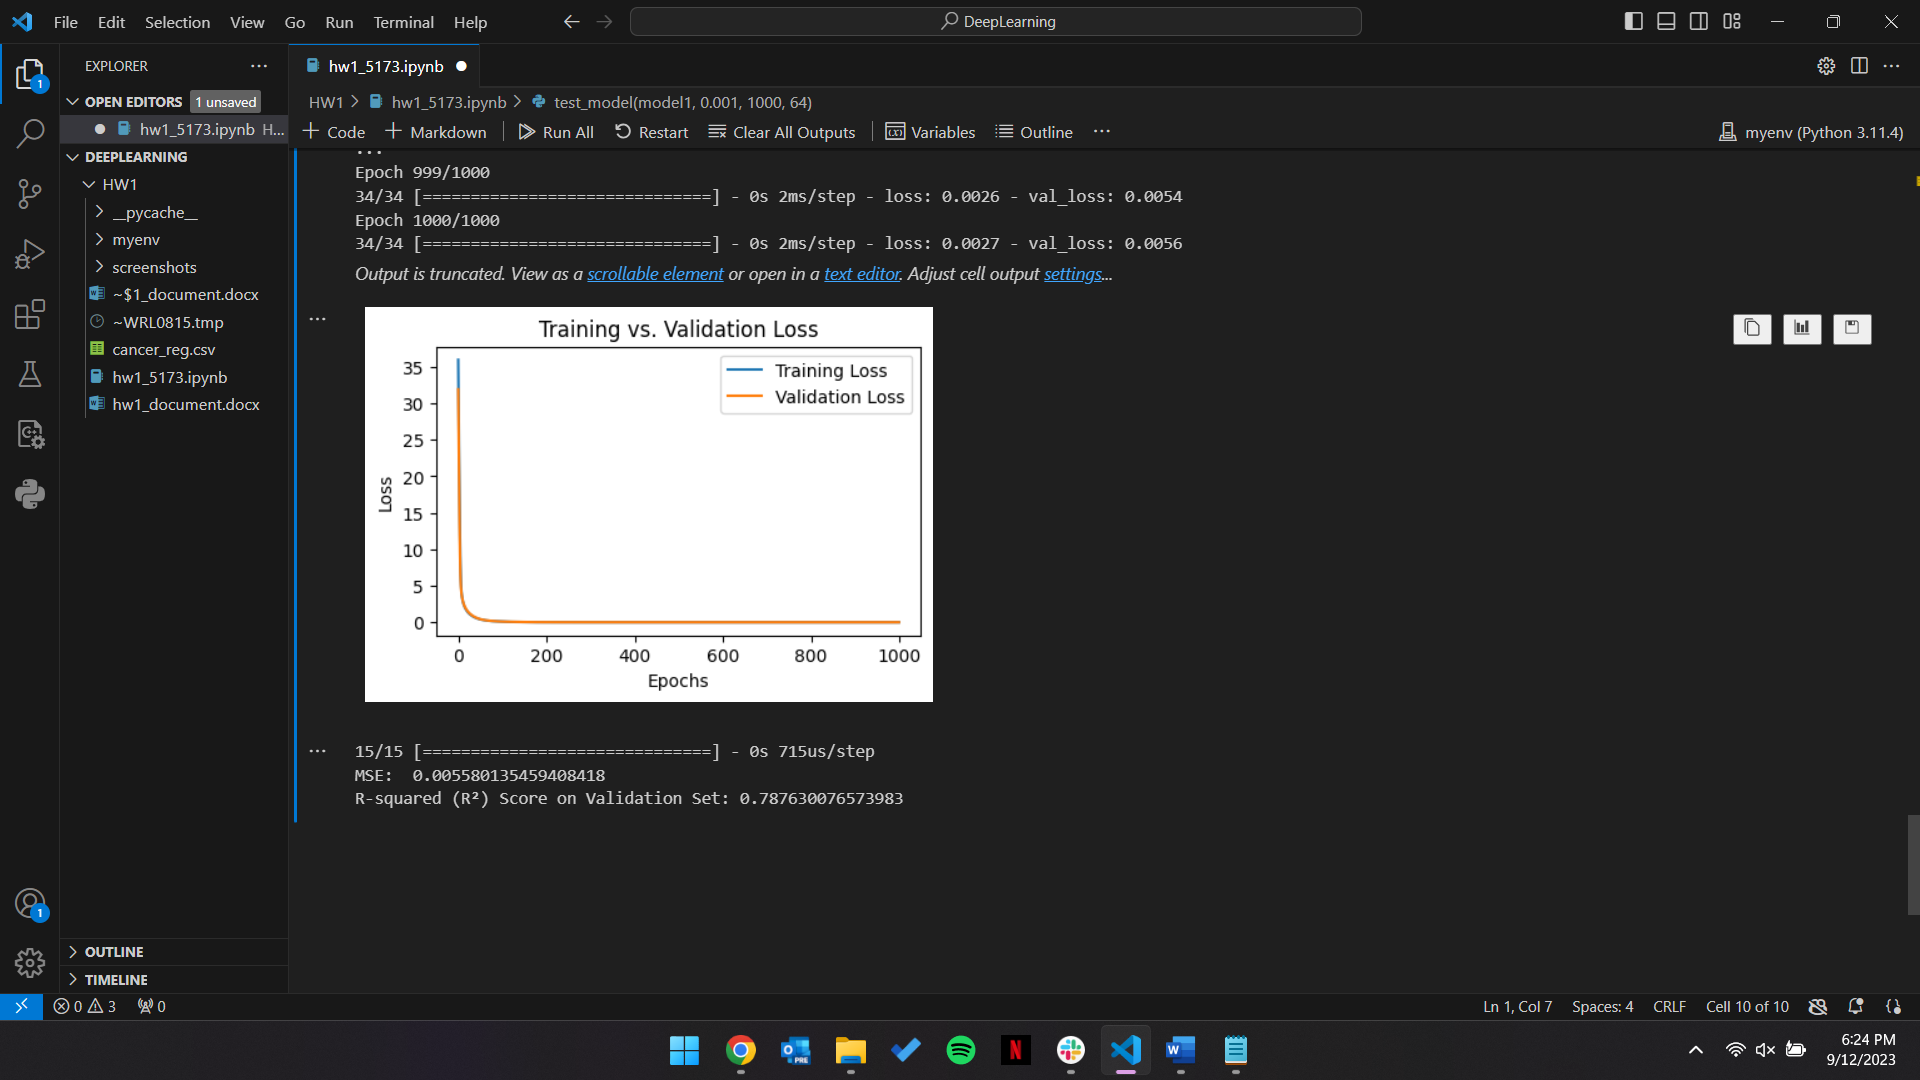 File Edit Selection View Go Run Terminal Help
DeepLearning
EXPLORER
OPEN EDITORS 1 unsaved
hw1_5173.ipynb H...
DEEPLEARNING
HW1
__pycache__
myenv
screenshots
~$1_document.docx
~WRL0815.tmp
cancer_reg.csv
hw1_5173.ipynb
hw1_document.docx
OUTLINE
TIMELINE
1
1
hw1_5173.ipynb
HW1 > hw1_5173.ipynb > test_model(model1, 0.001, 1000, 64)
+ Code + Markdown Run All Restart Clear All Outputs Variables Outline ...
myenv (Python 3.11.4)
...
Epoch 999/1000
34/34 [==============================] - 0s 2ms/step - loss: 0.0026 - val_loss: 0.0054
Epoch 1000/1000
34/34 [==============================] - 0s 2ms/step - loss: 0.0027 - val_loss: 0.0056
Output is truncated. View as a scrollable element or open in a text editor. Adjust cell output settings...
Training vs. Validation Loss
Training Loss
Validation Loss
35
30
25
20
15
10
5
0
Loss
0 200 400 600 800 1000
Epochs
15/15 [==============================] - 0s 715us/step
MSE:  0.005580135459408418
R-squared (R²) Score on Validation Set: 0.787630076573983
0 3 0
Ln 1, Col 7 Spaces: 4 CRLF Cell 10 of 10
O PRE
N
W
6:24 PM
9/12/2023